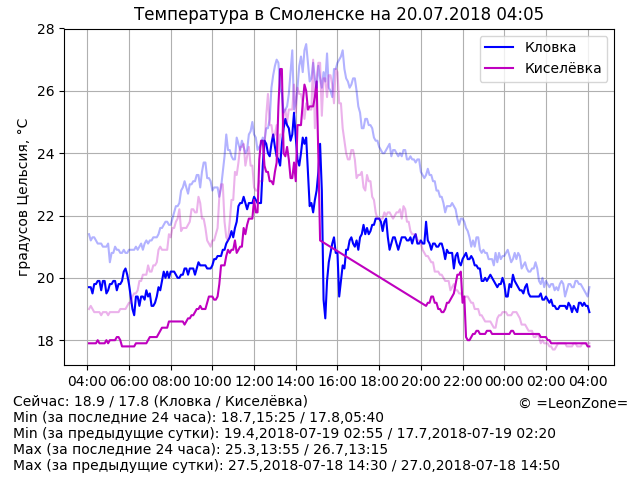 Температура в Смоленске на 20.07.2018 04:05
28
26
24
22
20
18
градусов Цельсия, °C
Кловка
Киселёвка
04:00 06:00 08:00 10:00 12:00 14:00 16:00 18:00 20:00 22:00 00:00 02:00 04:00
Сейчас: 18.9 / 17.8 (Кловка / Киселёвка)
© =LeonZone=
Min (за последние 24 часа): 18.7,15:25 / 17.8,05:40
Min (за предыдущие сутки): 19.4,2018-07-19 02:55 / 17.7,2018-07-19 02:20
Max (за последние 24 часа): 25.3,13:55 / 26.7,13:15
Max (за предыдущие сутки): 27.5,2018-07-18 14:30 / 27.0,2018-07-18 14:50